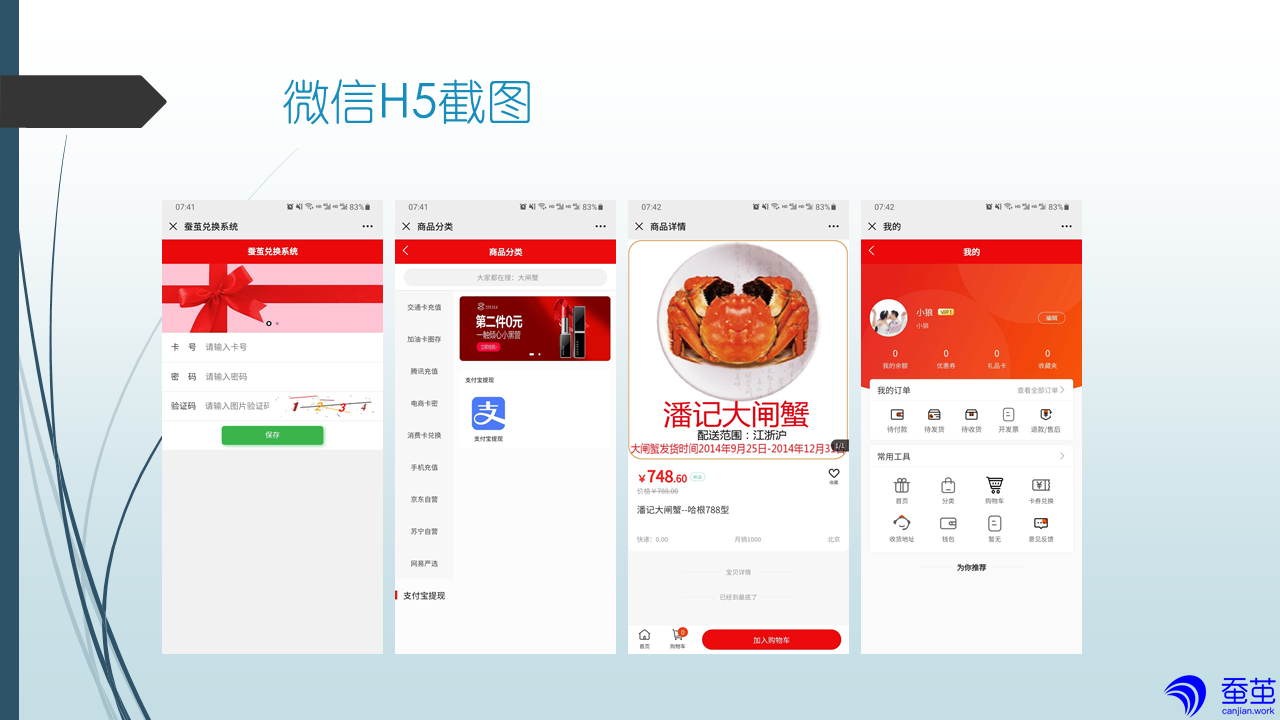 微信H5截图
07:41
83%
蚕茧兑换系统
蚕茧兑换系统
卡 号 请输入卡号
密 码 请输入密码
验证码 请输入图片验证码
1 2 3 4
保存
07:41
83%
商品分类
商品分类
大家都在搜：大闸蟹
交通卡充值
加油卡圈存
腾讯充值
电商卡密
消费卡兑换
手机充值
京东自营
苏宁自营
网易严选
第二件0元
一触倾心小黑管
支付宝提现
支
支付宝提现
支付宝提现
07:42
83%
商品详情
潘记大闸蟹
配送范围：江浙沪
大闸蟹发货时间2014年9月25日-2014年12月31日
1/1
¥748.60
收藏
价格¥788.00
潘记大闸蟹--哈根788型
快递：0.00 月销1000 北京
宝贝详情
已经到最底了
首页
购物车
0
加入购物车
07:42
83%
我的
我的
小狼 VIP1
小狼
编辑
0 0 0 0
我的余额 优惠券 礼品卡 收藏夹
我的订单 查看全部订单
待付款 待发货 待收货 开发票 退款/售后
常用工具
首页 分类 购物车 卡券兑换
收货地址 钱包 暂无 意见反馈
为你推荐
蚕茧
canjian.work